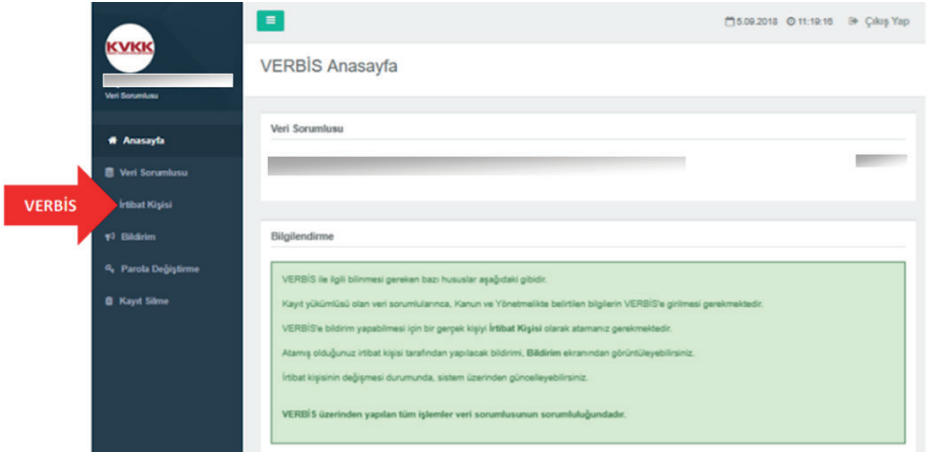 KVKK
Veri Sorumlusu
Anasayfa
Veri Sorumlusu
İrtibat Kişisi
Bildirim
Parola Değiştirme
Kayıt Silme
VERBİS
5.09.2018 11:19:16 Çıkış Yap
VERBİS Anasayfa
Veri Sorumlusu
Bilgilendirme
VERBİS ile ilgili bilinmesi gereken bazı hususlar aşağıdaki gibidir.
Kayıt yükümlüsü olan veri sorumlularınca, Kanun ve Yönetmelikte belirtilen bilgilerin VERBİS'e girilmesi gerekmektedir.
VERBİS'e bildirim yapabilmesi için bir gerçek kişiyi İrtibat Kişisi olarak atamanız gerekmektedir.
Atamış olduğunuz irtibat kişisi tarafından yapılacak bildirimi, Bildirim ekranından görüntüleyebilirsiniz.
İrtibat kişisinin değişmesi durumunda, sistem üzerinden güncelleyebilirsiniz.
VERBİS üzerinden yapılan tüm işlemler veri sorumlusunun sorumluluğundadır.